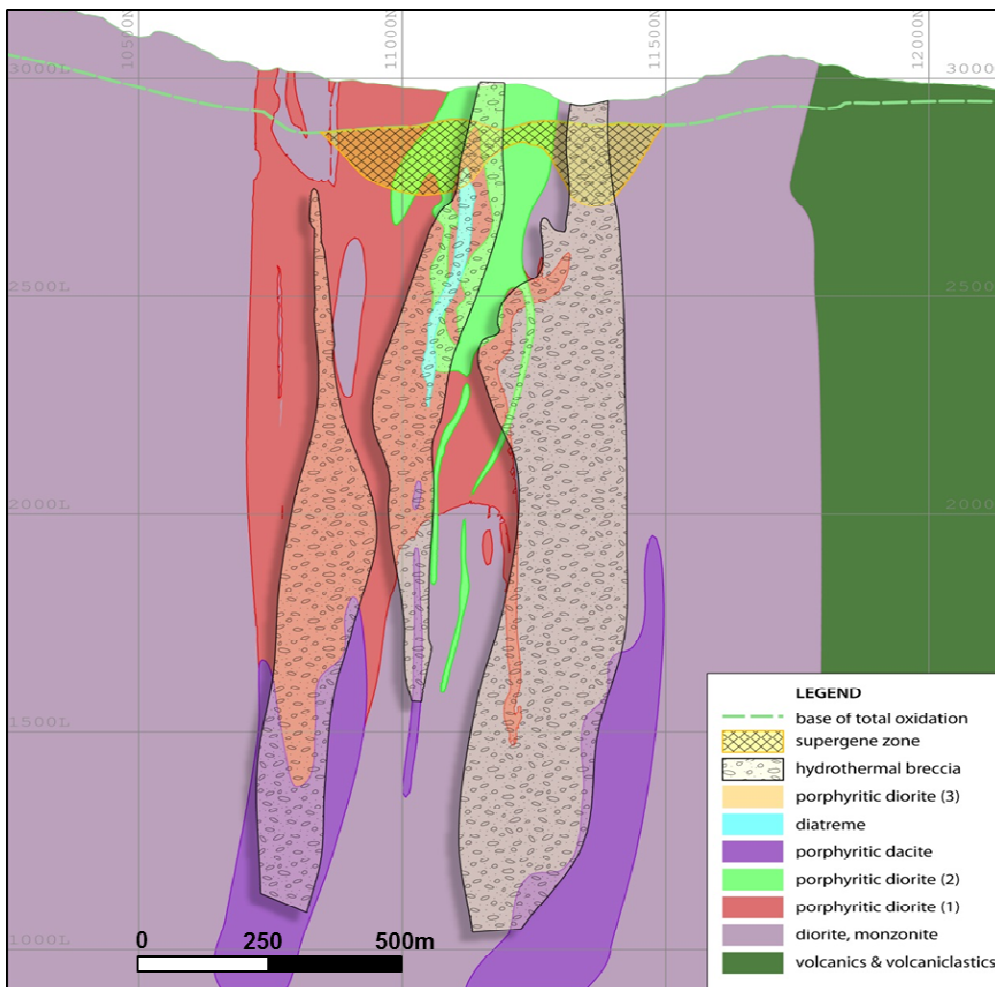 10500N
11000N
11500N
12000N
3000L
3000
2500L
2000L
1500L
1000L
0 250 500m
LEGEND
base of total oxidation
supergene zone
hydrothermal breccia
porphyritic diorite (3)
diatreme
porphyritic dacite
porphyritic diorite (2)
porphyritic diorite (1)
diorite, monzonite
volcanics & volcaniclastics